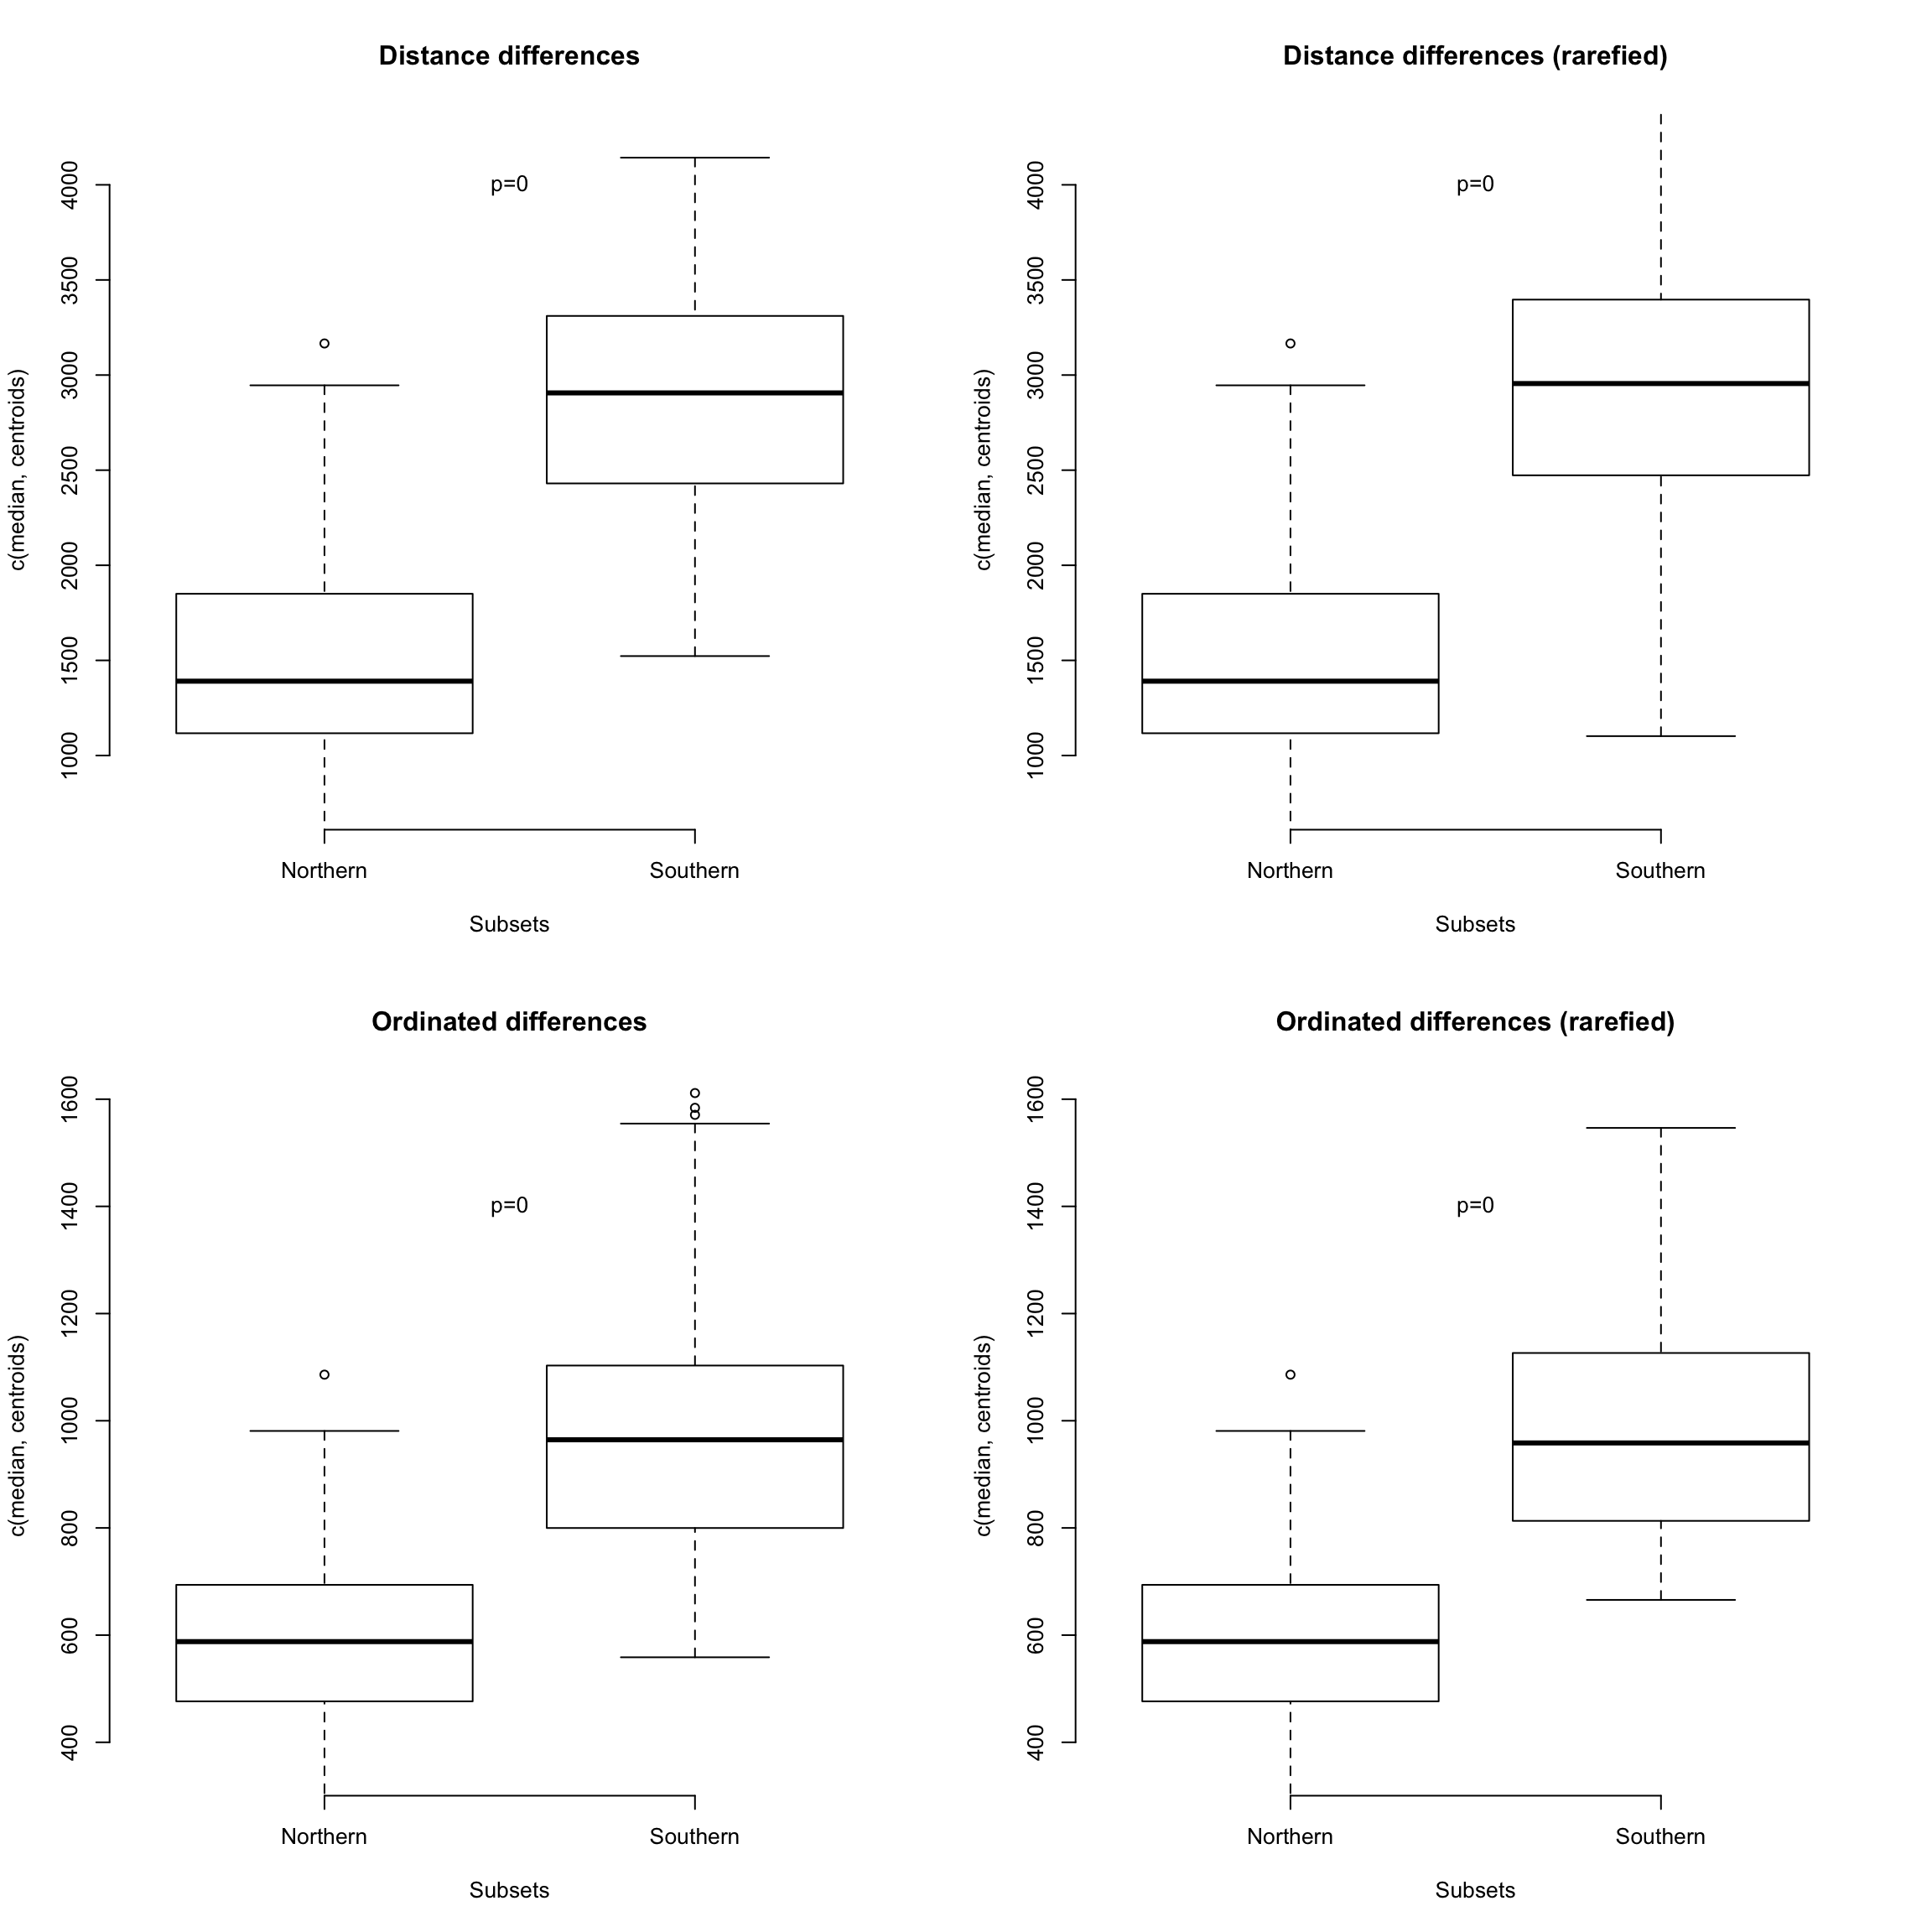 Distance differences
c(median, centroids)
4000
3500
3000
2500
2000
1500
1000
p=0
Northern Southern
Subsets
Distance differences (rarefied)
c(median, centroids)
4000
3500
3000
2500
2000
1500
1000
p=0
Northern Southern
Subsets
Ordinated differences
c(median, centroids)
1600
1400
1200
1000
800
600
400
p=0
Northern Southern
Subsets
Ordinated differences (rarefied)
c(median, centroids)
1600
1400
1200
1000
800
600
400
p=0
Northern Southern
Subsets